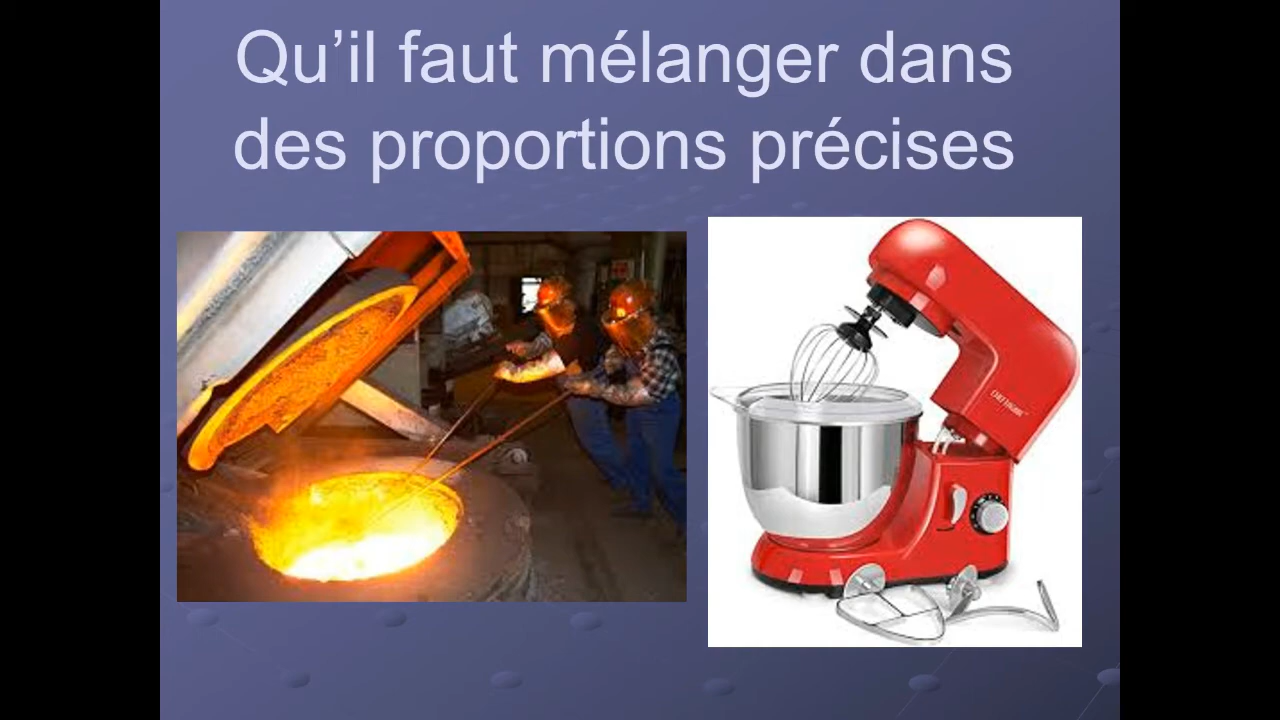 Qu’il faut mélanger dans
des proportions précises